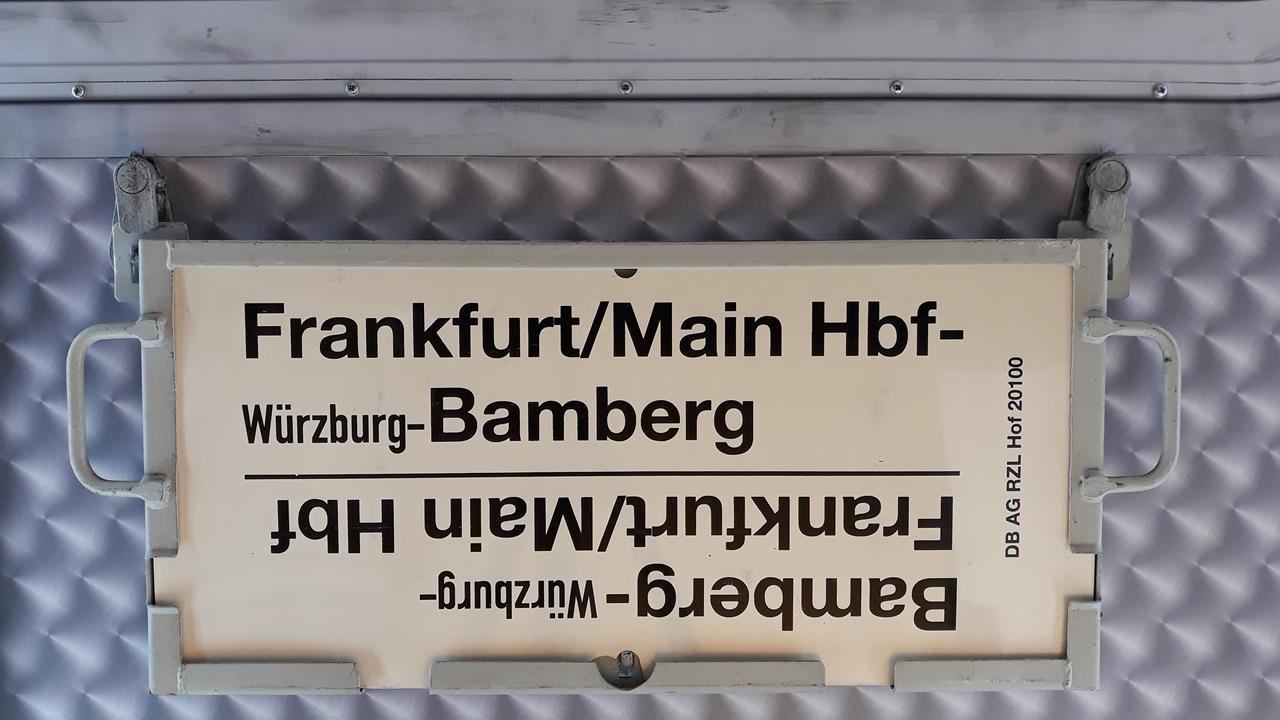 Frankfurt/Main Hbf-
Würzburg-Bamberg
Bamberg-Würzburg-
Frankfurt/Main Hbf
DB AG RZL Hof 20100